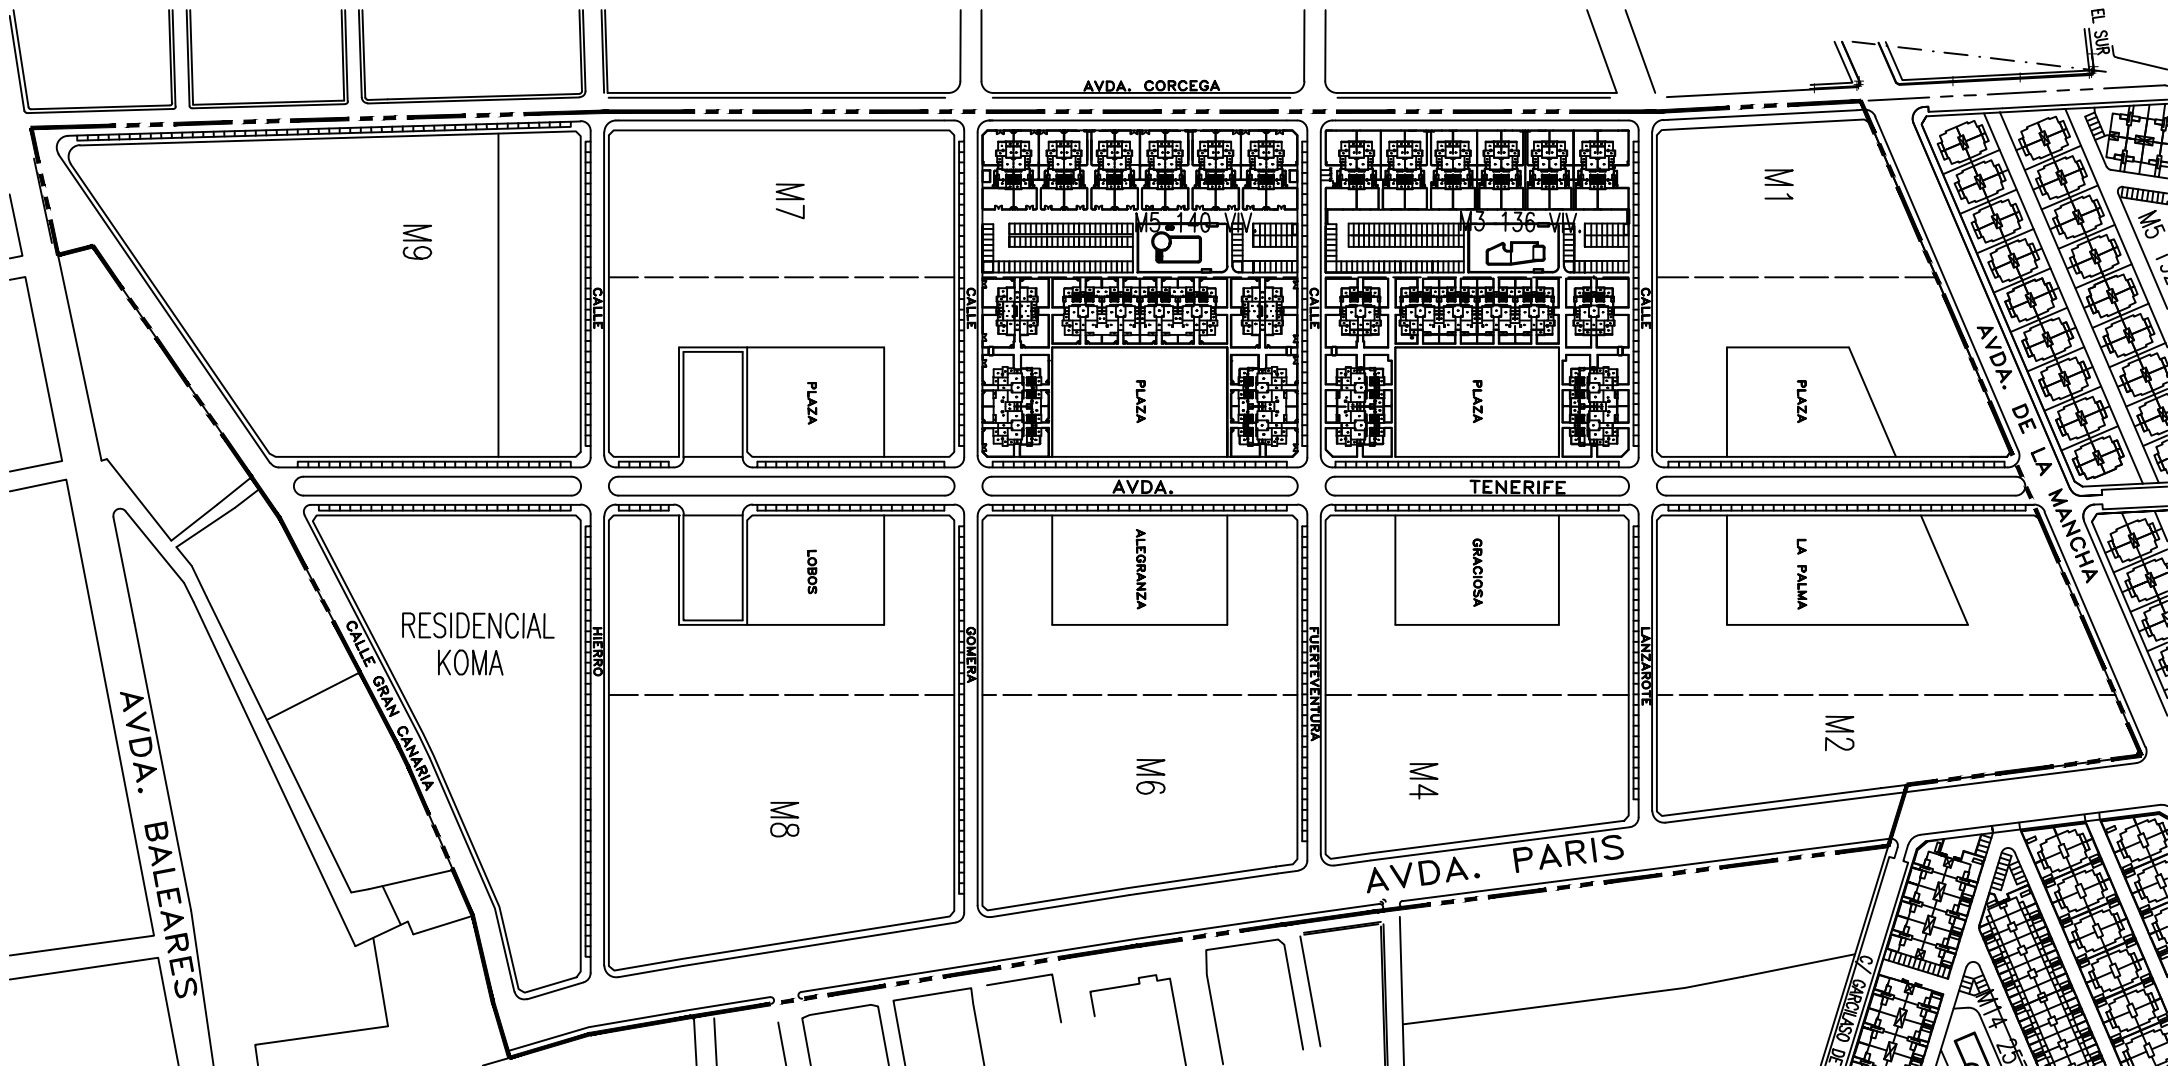 EL SUR
AVDA. CORCEGA
M9
M7
M5 140 VIV.
M3 136 VIV.
M1
M5
CALLE
CALLE
CALLE
CALLE
AVDA. DE LA MANCHA
PLAZA
PLAZA
PLAZA
PLAZA
AVDA.
TENERIFE
LOBOS
ALEGRANZA
GRACIOSA
LA PALMA
RESIDENCIAL
KOMA
CALLE GRAN CANARIA
HIERRO
GOMERA
FUERTEVENTURA
LANZAROTE
AVDA. BALEARES
M8
M6
M4
M2
AVDA. PARIS
C/ GARCILASO DE